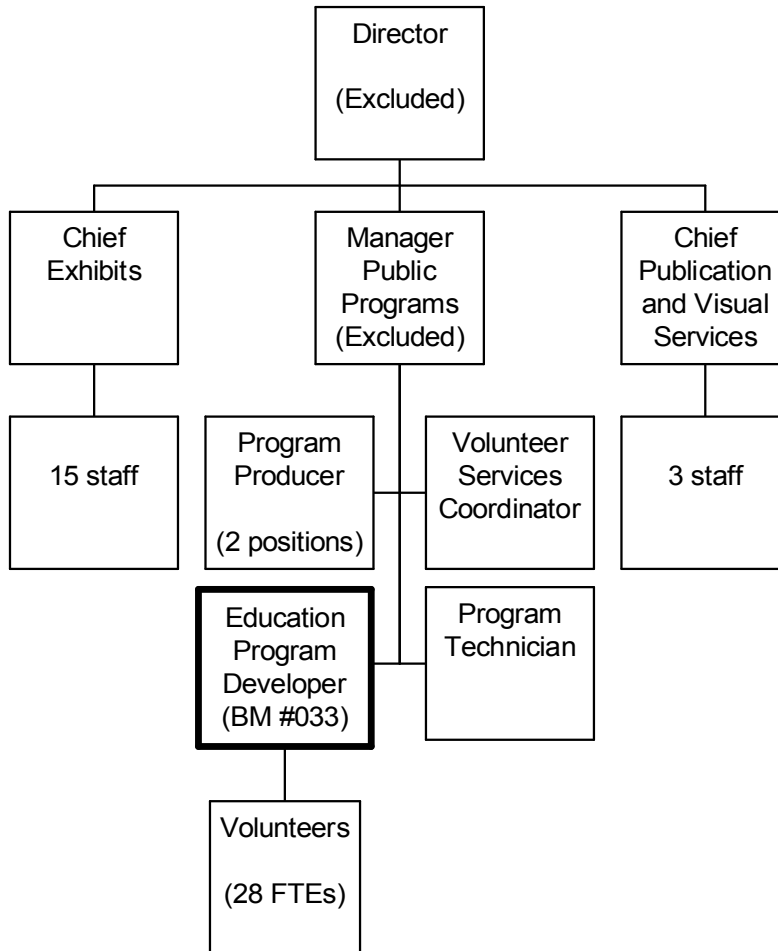 Director
(Excluded)
Chief
Exhibits
Manager
Public
Programs
(Excluded)
Chief
Publication
and Visual
Services
15 staff
Program
Producer
(2 positions)
Volunteer
Services
Coordinator
3 staff
Education
Program
Developer
(BM #033)
Program
Technician
Volunteers
(28 FTEs)